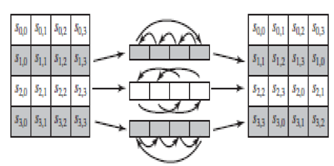 S0,0 S0,1 S0,2 S0,3
S1,0 S1,1 S1,2 S1,3
S2,0 S2,1 S2,2 S2,3
S3,0 S3,1 S3,2 S3,3
S0,0 S0,1 S0,2 S0,3
S1,1 S1,2 S1,3 S1,0
S2,2 S2,3 S2,0 S2,1
S3,3 S3,0 S3,1 S3,2